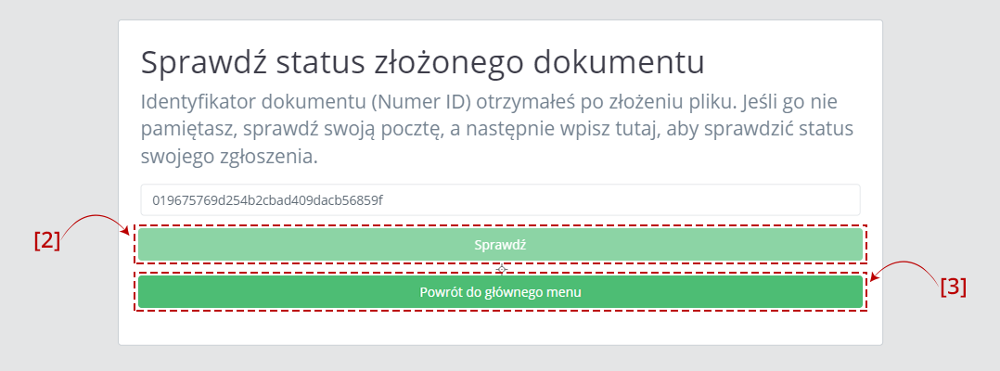 Sprawdź status złożonego dokumentu
Identyfikator dokumentu (Numer ID) otrzymałeś po złożeniu pliku. Jeśli go nie
pamiętasz, sprawdź swoją pocztę, a następnie wpisz tutaj, aby sprawdzić status
swojego zgłoszenia.
019675769d254b2cbad409dacb56859f
[2]
Sprawdź
Powrót do głównego menu
[3]